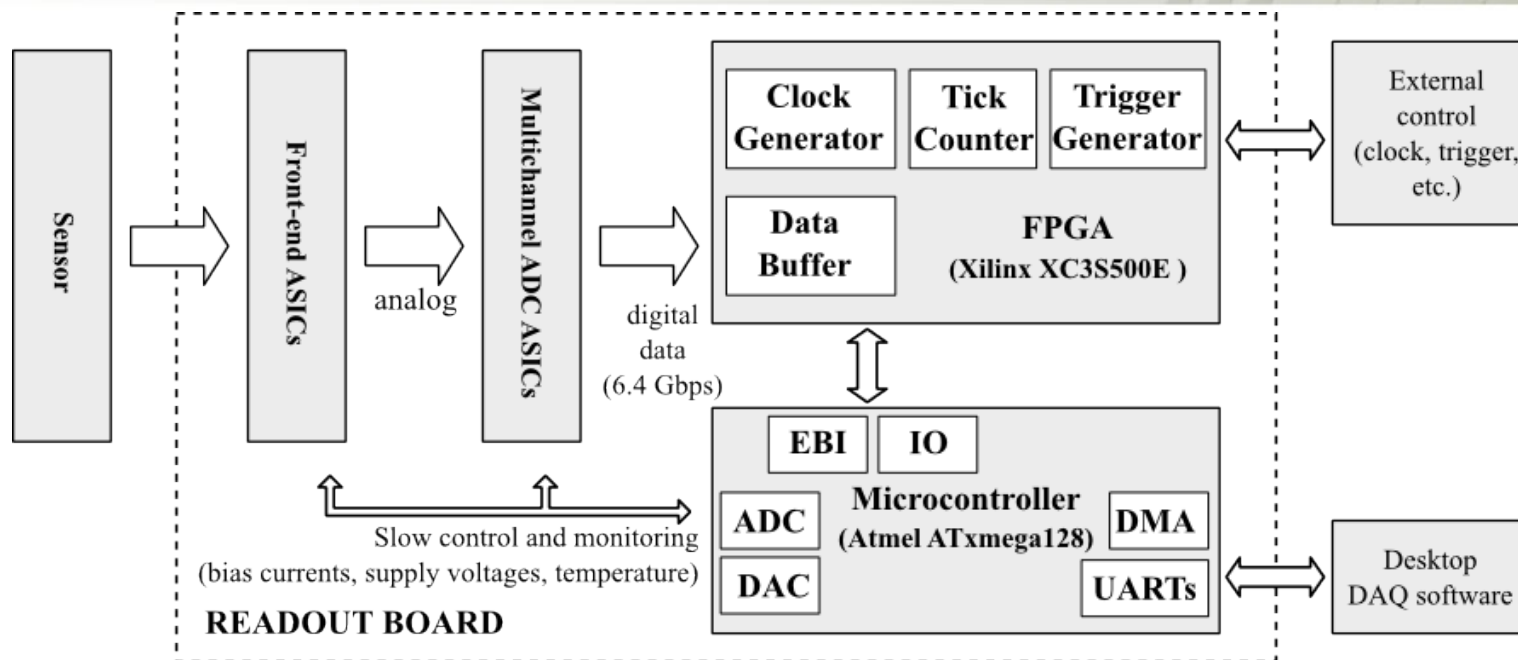 Sensor
Front-end ASICs
analog
Multichannel ADC ASICs
digital
data
(6.4 Gbps)
Clock
Generator
Tick
Counter
Trigger
Generator
Data
Buffer
FPGA
(Xilinx XC3S500E )
External
control
(clock, trigger,
etc.)
EBI
IO
Microcontroller
(Atmel ATxmega128)
ADC
DAC
DMA
UARTs
Slow control and monitoring
(bias currents, supply voltages, temperature)
READOUT BOARD
Desktop
DAQ software